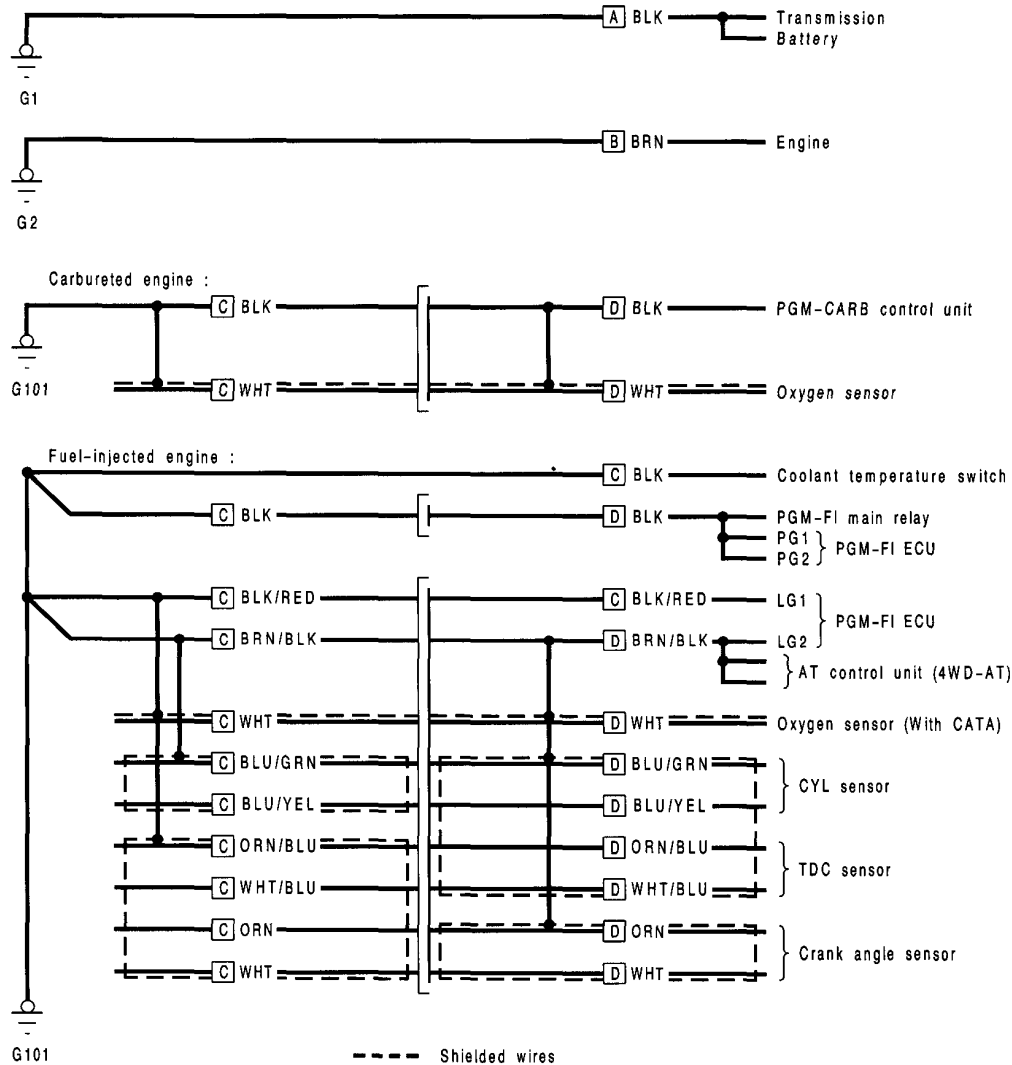 A BLK Transmission
Battery
G1
B BRN Engine
G2
Carbureted engine :
C BLK D BLK PGM-CARB control unit
G101
C WHT D WHT Oxygen sensor
Fuel-injected engine :
C BLK Coolant temperature switch
C BLK D BLK PGM-FI main relay
PG1
PG2 PGM-FI ECU
C BLK/RED C BLK/RED LG1
PGM-FI ECU
C BRN/BLK D BRN/BLK LG2
AT control unit (4WD-AT)
C WHT D WHT Oxygen sensor (With CATA)
C BLU/GRN D BLU/GRN
CYL sensor
C BLU/YEL D BLU/YEL
C ORN/BLU D ORN/BLU
TDC sensor
C WHT/BLU D WHT/BLU
C ORN D ORN
Crank angle sensor
C WHT D WHT
G101
Shielded wires